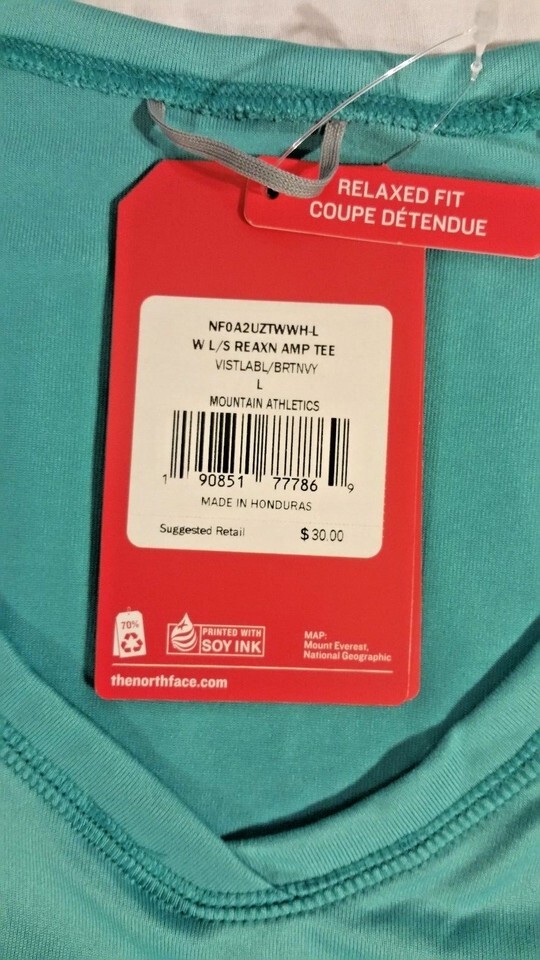 RELAXED FIT
COUPE DÉTENDUE
NF0A2UZTWWH-L
W L/S REAXN AMP TEE
VISTLABL/BRTNVY
L
MOUNTAIN ATHLETICS
1 90851 77786 9
MADE IN HONDURAS
Suggested Retail $30.00
70%
PRINTED WITH
SOY INK
MAP:
Mount Everest,
National Geographic
thenorthface.com